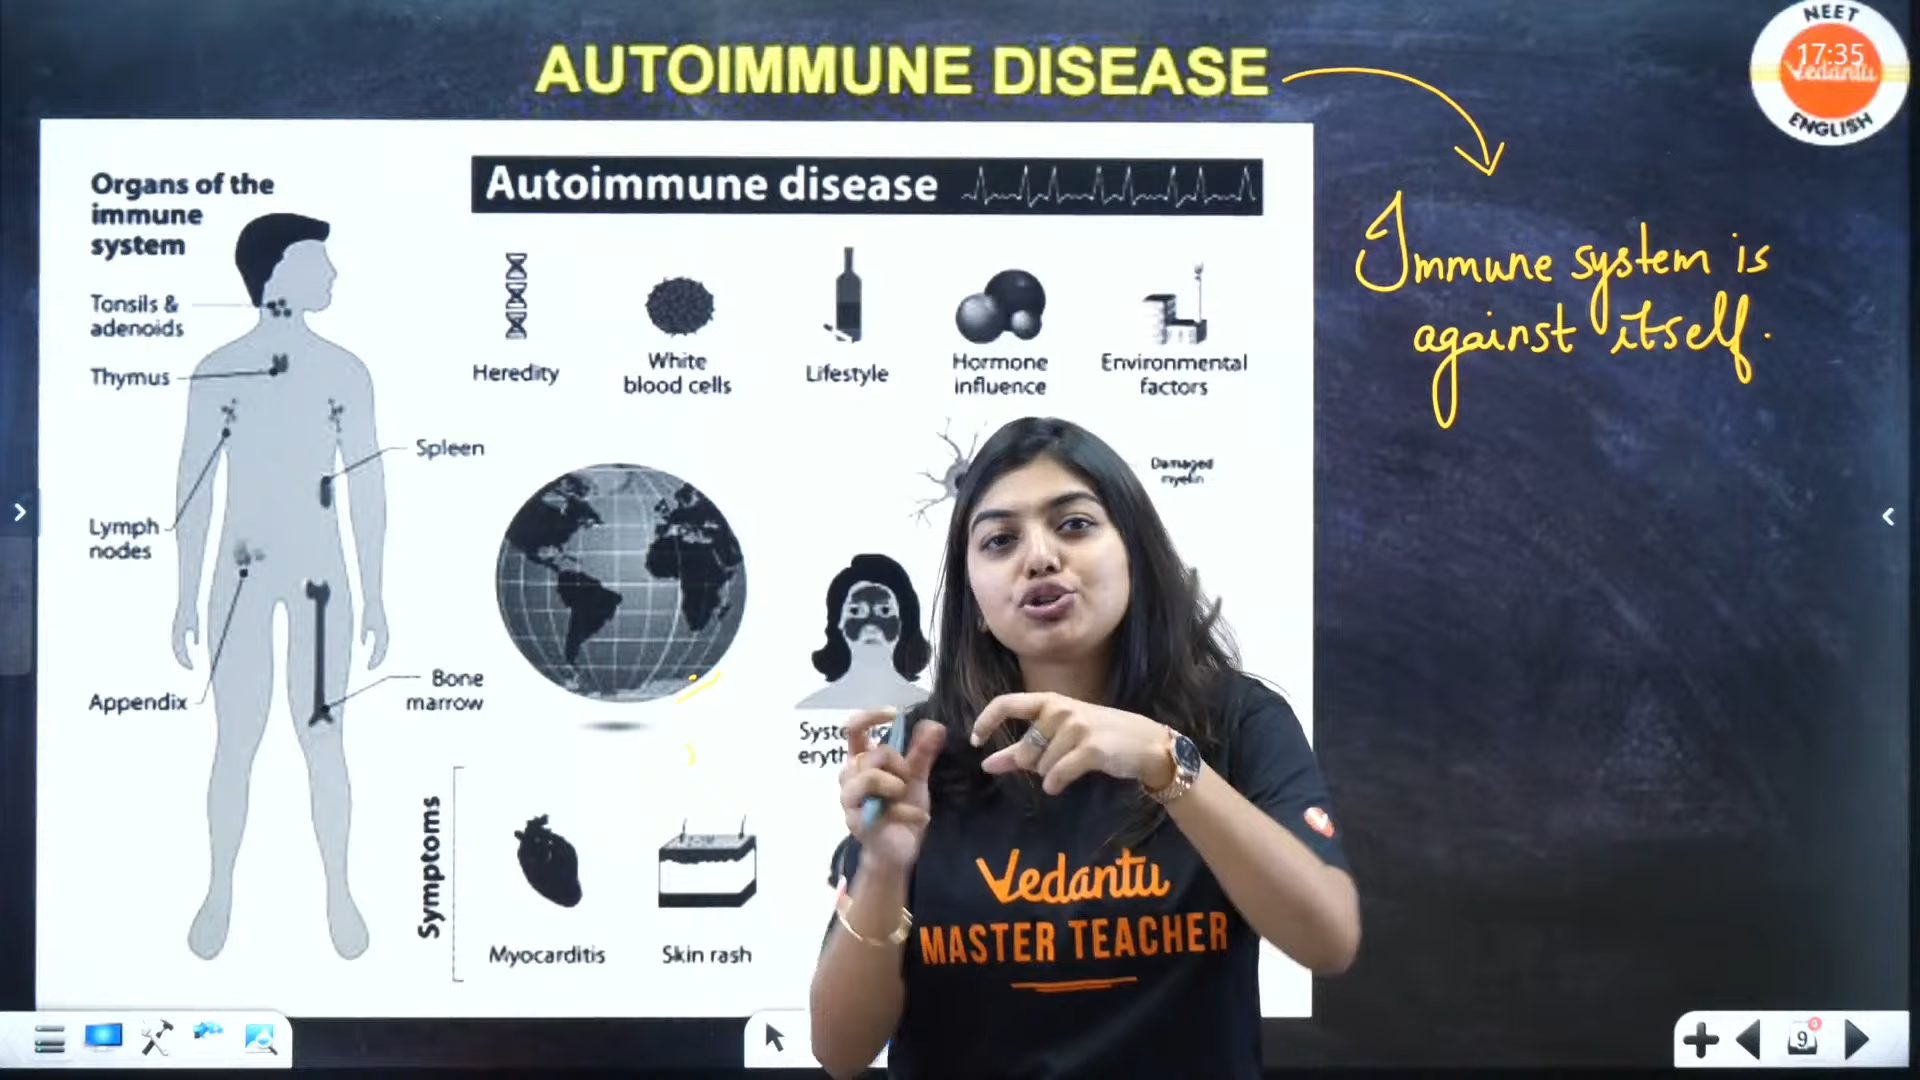 AUTOIMMUNE DISEASE
NEET
17:35
Vedantu
ENGLISH
Immune system is
against itself.
Organs of the
immune
system
Tonsils &
adenoids
Thymus
Spleen
Lymph
nodes
Appendix
Bone
marrow
Autoimmune disease
Heredity
White
blood cells
Lifestyle
Hormone
influence
Environmental
factors
Damaged
myelin
Symptoms
Myocarditis
Skin rash
Vedantu
MASTER TEACHER
9